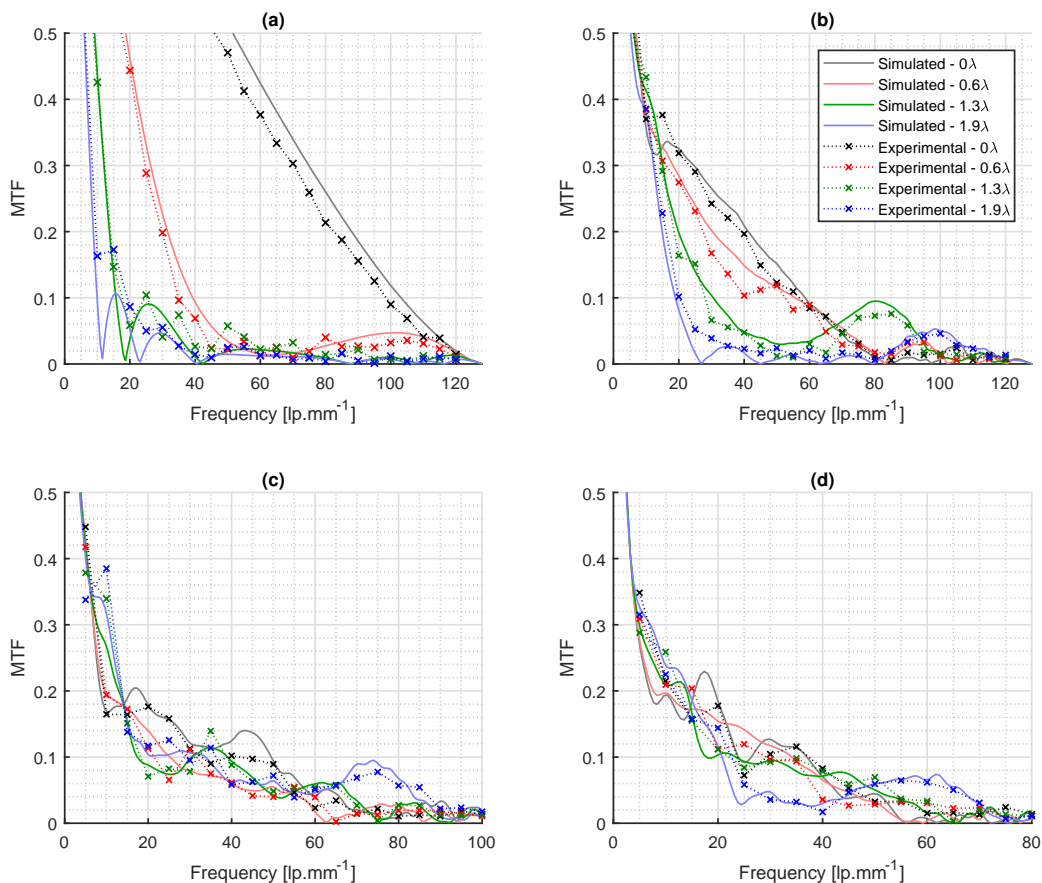 (a)
0.5
0.4
0.3
0.2
0.1
0
MTF
0 20 40 60 80 100 120
Frequency [lp.mm⁻¹]
(b)
0.5
0.4
0.3
0.2
0.1
0
MTF
0 20 40 60 80 100 120
Frequency [lp.mm⁻¹]
Simulated - 0λ
Simulated - 0.6λ
Simulated - 1.3λ
Simulated - 1.9λ
Experimental - 0λ
Experimental - 0.6λ
Experimental - 1.3λ
Experimental - 1.9λ
(c)
0.5
0.4
0.3
0.2
0.1
0
MTF
0 20 40 60 80 100
Frequency [lp.mm⁻¹]
(d)
0.5
0.4
0.3
0.2
0.1
0
MTF
0 20 40 60 80
Frequency [lp.mm⁻¹]